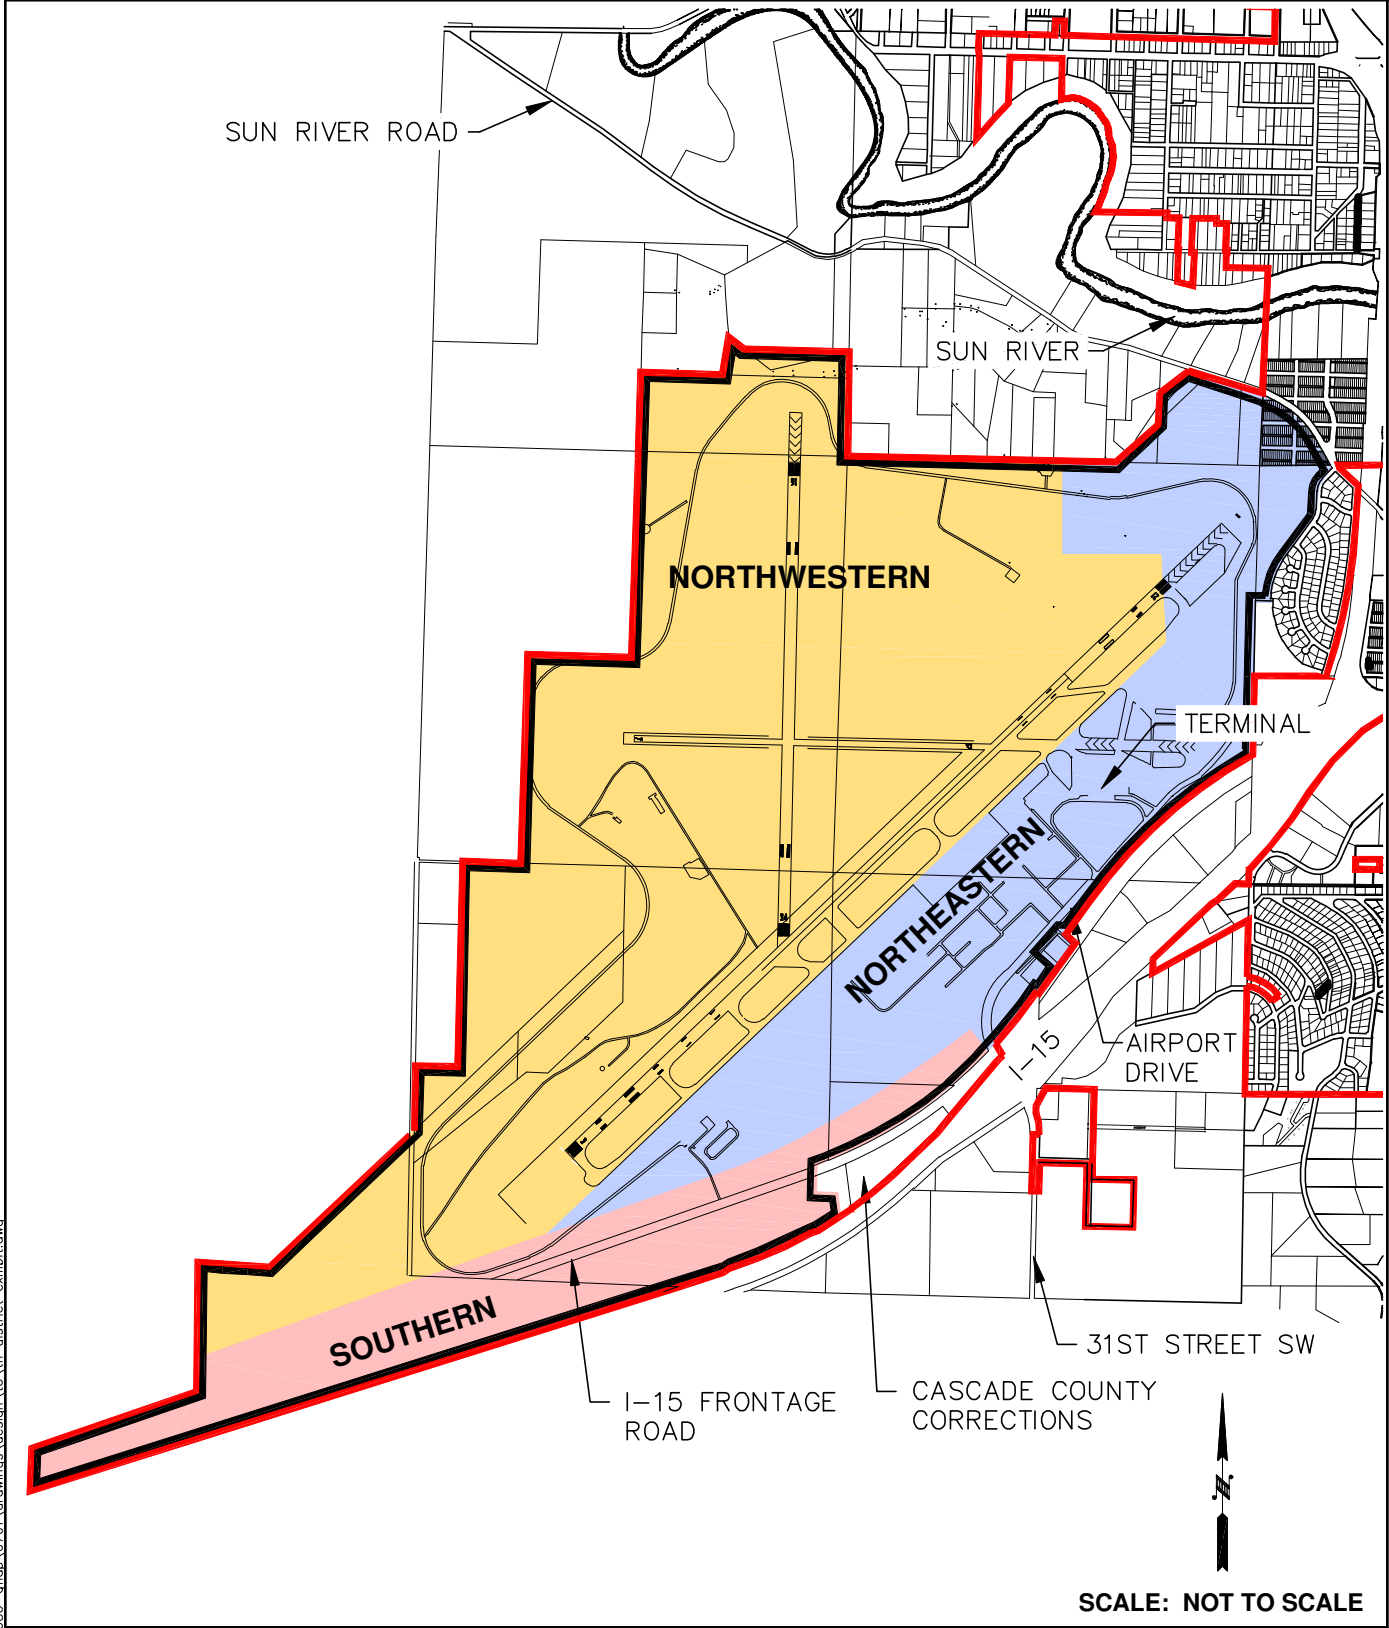 SUN RIVER ROAD
SUN RIVER
NORTHWESTERN
TERMINAL
NORTHEASTERN
I-15
AIRPORT
DRIVE
SOUTHERN
31ST STREET SW
I-15 FRONTAGE
ROAD
CASCADE COUNTY
CORRECTIONS
N
SCALE: NOT TO SCALE